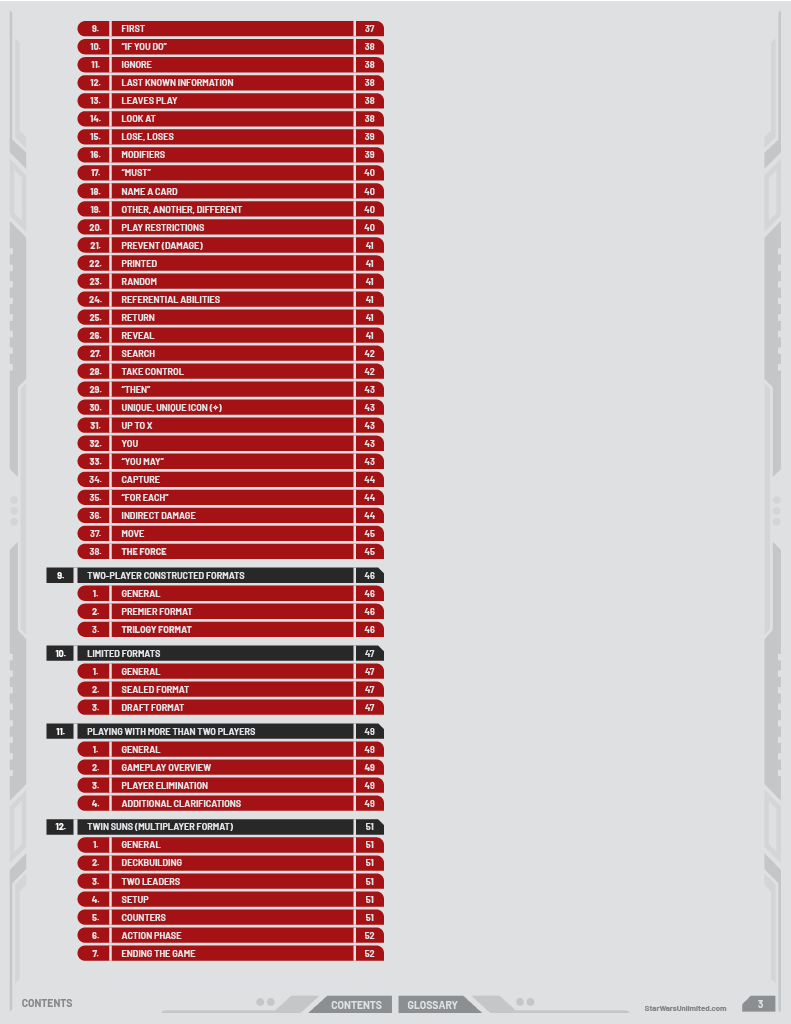 9. FIRST 37
10. “IF YOU DO” 38
11. IGNORE 38
12. LAST KNOWN INFORMATION 38
13. LEAVES PLAY 38
14. LOOK AT 38
15. LOSE, LOSES 39
16. MODIFIERS 39
17. “MUST” 40
18. NAME A CARD 40
19. OTHER, ANOTHER, DIFFERENT 40
20. PLAY RESTRICTIONS 40
21. PREVENT (DAMAGE) 41
22. PRINTED 41
23. RANDOM 41
24. REFERENTIAL ABILITIES 41
25. RETURN 41
26. REVEAL 41
27. SEARCH 42
28. TAKE CONTROL 42
29. “THEN” 43
30. UNIQUE, UNIQUE ICON (✧) 43
31. UP TO X 43
32. YOU 43
33. “YOU MAY” 43
34. CAPTURE 44
35. “FOR EACH” 44
36. INDIRECT DAMAGE 44
37. MOVE 45
38. THE FORCE 45
9. TWO-PLAYER CONSTRUCTED FORMATS 46
1. GENERAL 46
2. PREMIER FORMAT 46
3. TRILOGY FORMAT 46
10. LIMITED FORMATS 47
1. GENERAL 47
2. SEALED FORMAT 47
3. DRAFT FORMAT 47
11. PLAYING WITH MORE THAN TWO PLAYERS 49
1. GENERAL 49
2. GAMEPLAY OVERVIEW 49
3. PLAYER ELIMINATION 49
4. ADDITIONAL CLARIFICATIONS 49
12. TWIN SUNS (MULTIPLAYER FORMAT) 51
1. GENERAL 51
2. DECKBUILDING 51
3. TWO LEADERS 51
4. SETUP 51
5. COUNTERS 51
6. ACTION PHASE 52
7. ENDING THE GAME 52
CONTENTS CONTENTS GLOSSARY StarWarsUnlimited.com 3